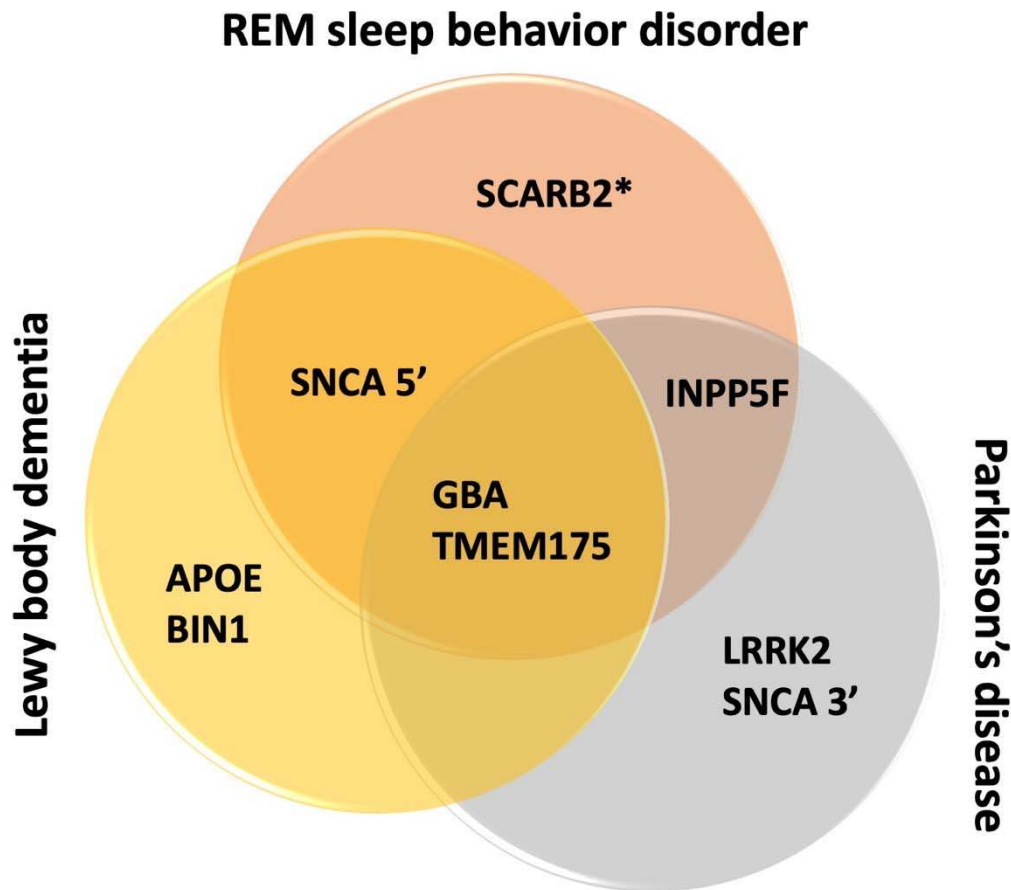 REM sleep behavior disorder
SCARB2*
Lewy body dementia
SNCA 5’
INPP5F
GBA
TMEM175
APOE
BIN1
LRRK2
SNCA 3’
Parkinson’s disease